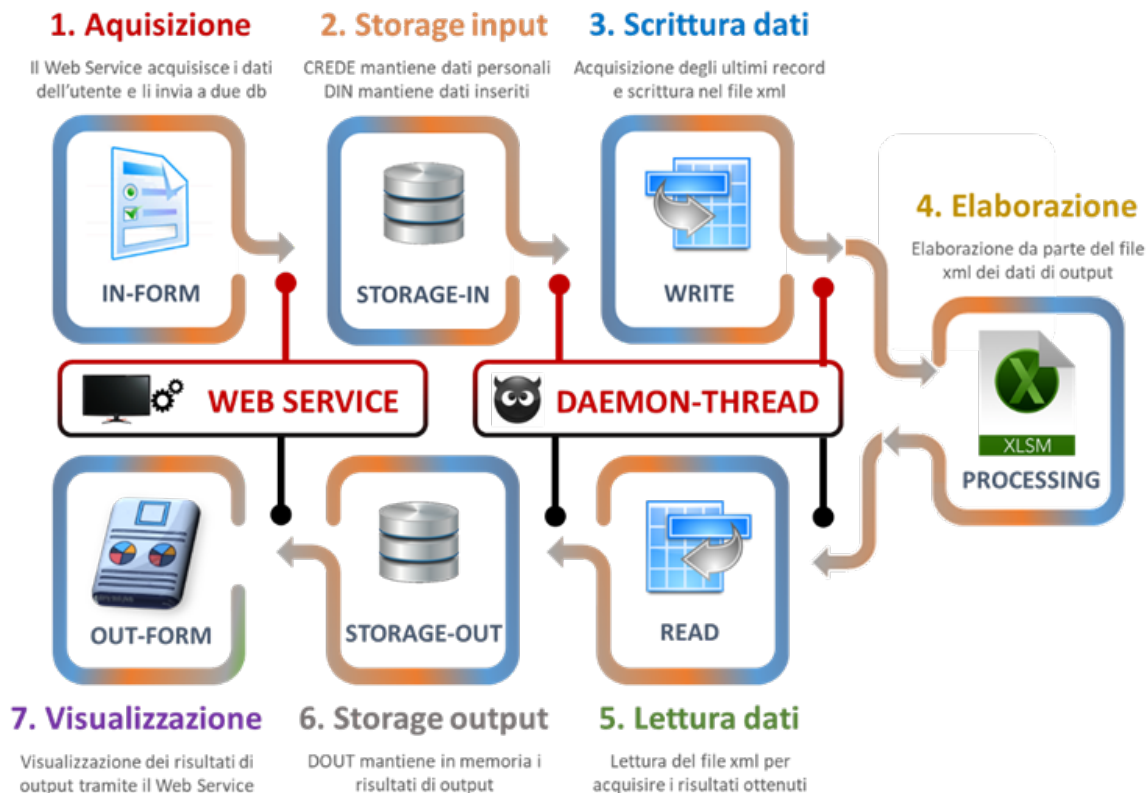 1. Aquisizione
Il Web Service acquisisce i dati
dell'utente e li invia a due db
2. Storage input
CREDE mantiene dati personali
DIN mantiene dati inseriti
3. Scrittura dati
Acquisizione degli ultimi record
e scrittura nel file xml
4. Elaborazione
Elaborazione da parte del file
xml dei dati di output
IN-FORM
STORAGE-IN
WRITE
XLSM
PROCESSING
WEB SERVICE
DAEMON-THREAD
OUT-FORM
STORAGE-OUT
READ
7. Visualizzazione
Visualizzazione dei risultati di
output tramite il Web Service
6. Storage output
DOUT mantiene in memoria i
risultati di output
5. Lettura dati
Lettura del file xml per
acquisire i risultati ottenuti